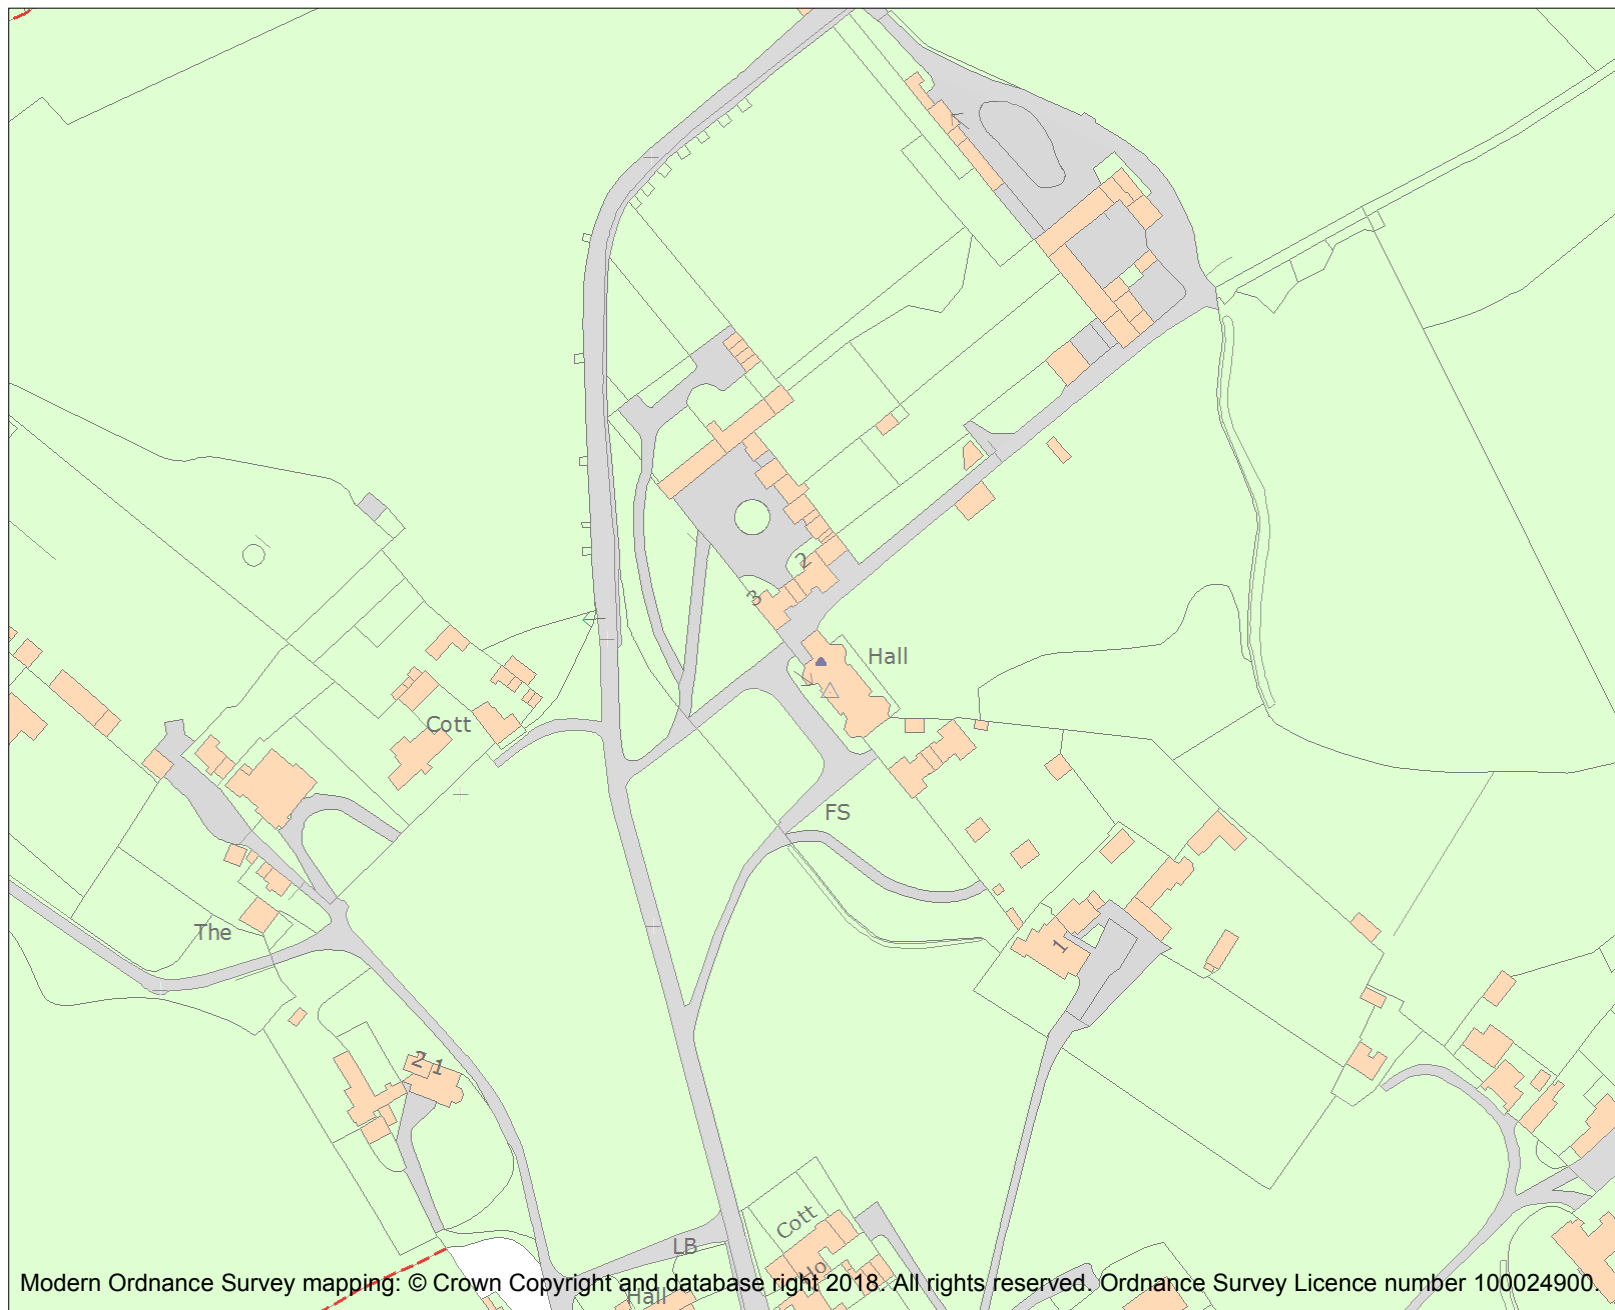 2
3
Hall
Cott
FS
The
1
2
1
Cott
LB
Ho
Hall
Modern Ordnance Survey mapping: © Crown Copyright and database right 2018. All rights reserved. Ordnance Survey Licence number 100024900.